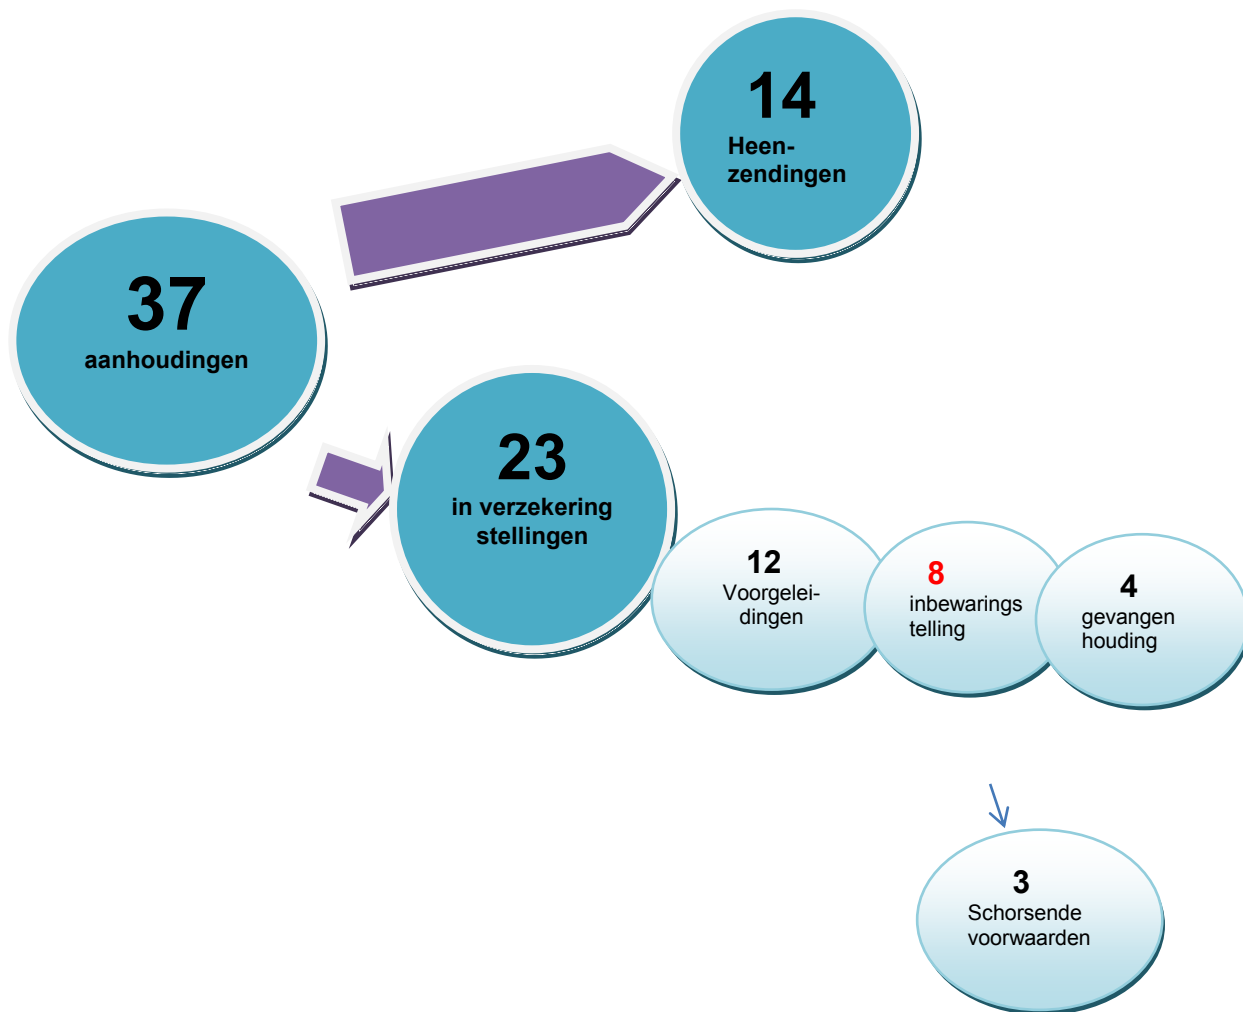 14
Heen-
zendingen
37
aanhoudingen
23
in verzekering
stellingen
12
Voorgelei-
dingen
8
inbewarings
telling
4
gevangen
houding
3
Schorsende
voorwaarden